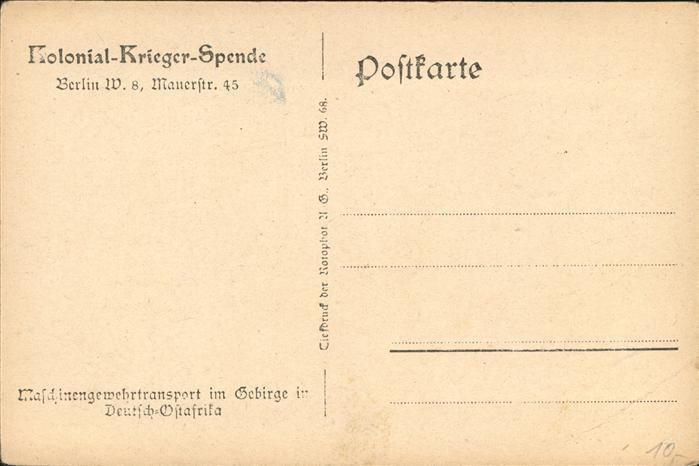 Kolonial-Krieger-Spende
Berlin W. 8, Mauerstr. 45
Postkarte
Tiefdruck der Rotophot A. G., Berlin SW. 68.
Maschinengewehrtransport im Gebirge in
Deutsch-Ostafrika
10,-